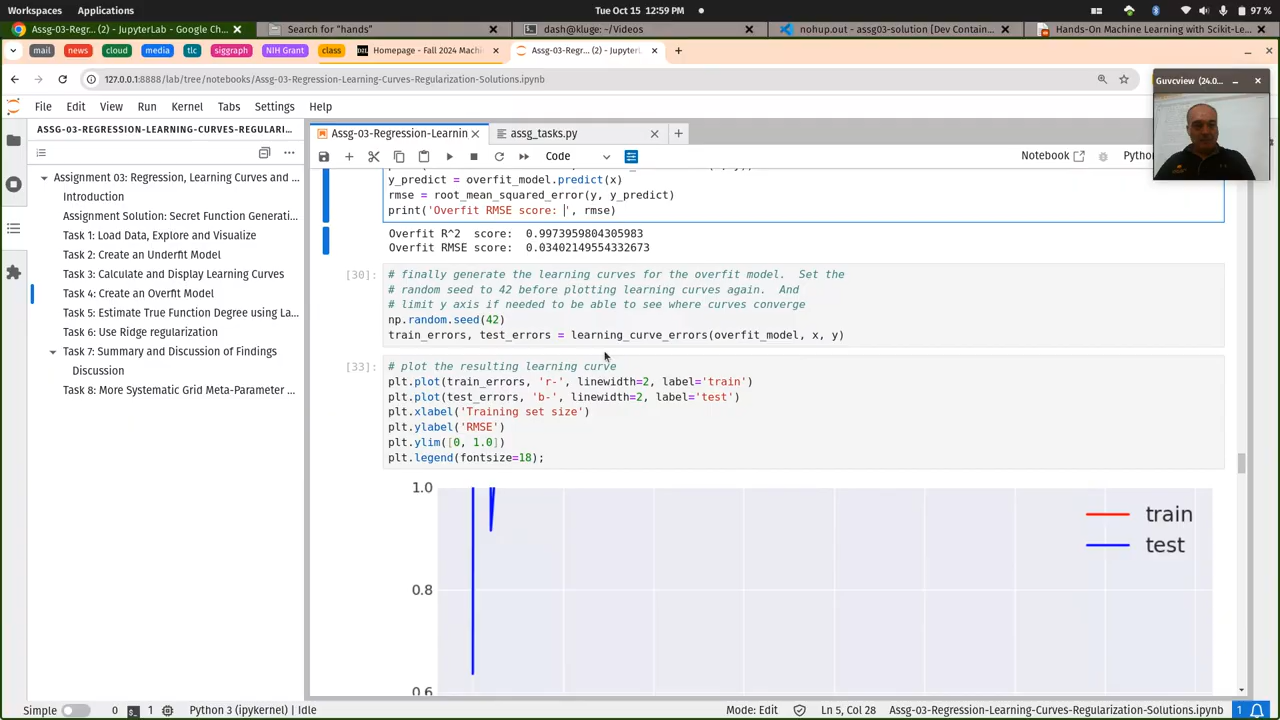 Workspaces Applications Tue Oct 15 12:59 PM 97 %
Assg-03-Regr... (2) - JupyterLab - Google Ch... × Search for "hands" dash@kluge: ~/Videos × nohup.out - assg03-solution [Dev Contain... × Hands-On Machine Learning with Scikit-Le... ×
mail news cloud media tlc siggraph NIH Grant class Homepage - Fall 2024 Machi × Assg-03-Regr... (2) - JupyterL × +
127.0.0.1:8888/lab/tree/notebooks/Assg-03-Regression-Learning-Curves-Regularization-Solutions.ipynb
Guvcview (24.0...
File Edit View Run Kernel Tabs Settings Help
ASSG-03-REGRESSION-LEARNING-CURVES-REGULARI...
Assg-03-Regression-Learnin × assg_tasks.py × +
Code Notebook Python
Assignment 03: Regression, Learning Curves and ...
Introduction
Assignment Solution: Secret Function Generati...
Task 1: Load Data, Explore and Visualize
Task 2: Create an Underfit Model
Task 3: Calculate and Display Learning Curves
Task 4: Create an Overfit Model
Task 5: Estimate True Function Degree using La...
Task 6: Use Ridge regularization
Task 7: Summary and Discussion of Findings
Discussion
Task 8: More Systematic Grid Meta-Parameter ...
y_predict = overfit_model.predict(x)
rmse = root_mean_squared_error(y, y_predict)
print('Overfit RMSE score: ', rmse)
Overfit R^2  score:  0.9973959804305983
Overfit RMSE score:  0.03402149554332673
[30]: # finally generate the learning curves for the overfit model.  Set the
# random seed to 42 before plotting learning curves again.  And
# limit y axis if needed to be able to see where curves converge
np.random.seed(42)
train_errors, test_errors = learning_curve_errors(overfit_model, x, y)
[33]: # plot the resulting learning curve
plt.plot(train_errors, 'r-', linewidth=2, label='train')
plt.plot(test_errors, 'b-', linewidth=2, label='test')
plt.xlabel('Training set size')
plt.ylabel('RMSE')
plt.ylim([0, 1.0])
plt.legend(fontsize=18);
1.0
train
test
0.8
0.6
Simple 0 1 Python 3 (ipykernel) | Idle Mode: Edit Ln 5, Col 28 Assg-03-Regression-Learning-Curves-Regularization-Solutions.ipynb 1